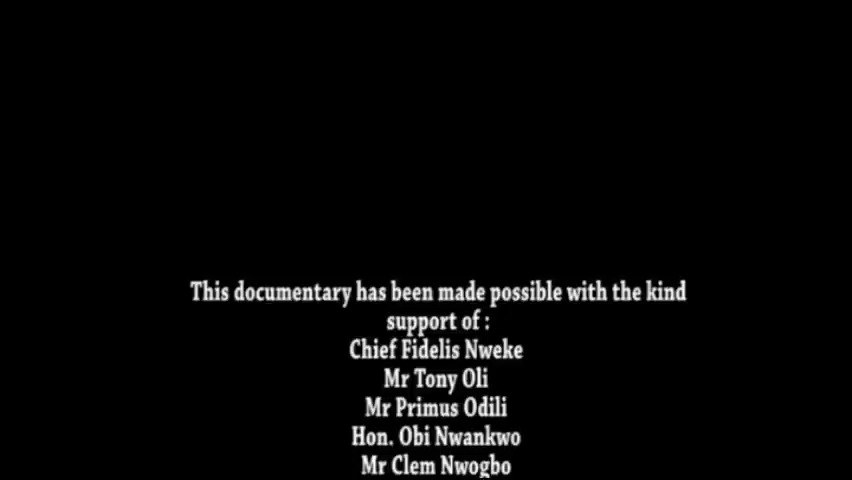 This documentary has been made possible with the kind
support of :
Chief Fidelis Nweke
Mr Tony Oli
Mr Primus Odili
Hon. Obi Nwankwo
Mr Clem Nwogbo